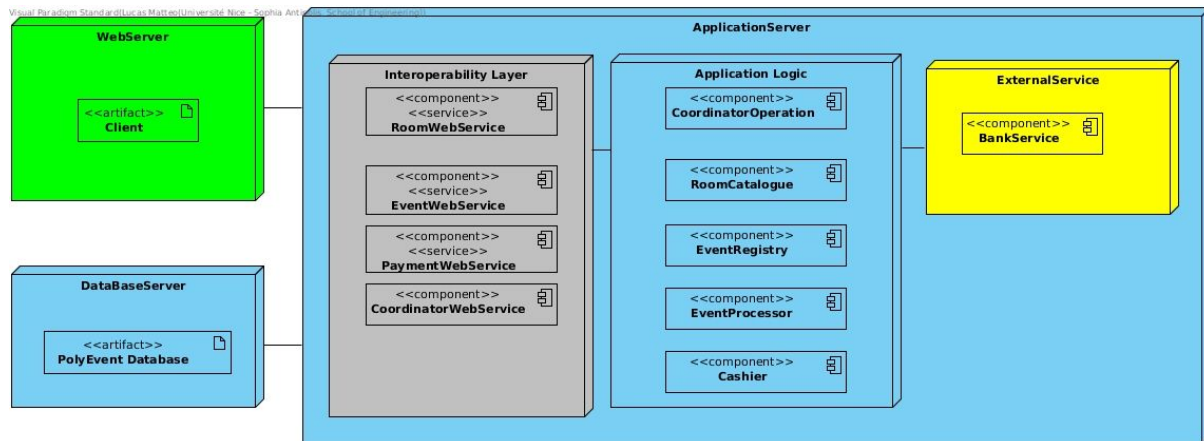 Visual Paradigm Standard(Lucas Matteo(Université Nice - Sophia Antipolis, School of Engineering))
WebServer
<<artifact>>
Client
DataBaseServer
<<artifact>>
PolyEvent Database
ApplicationServer
Interoperability Layer
<<component>>
<<service>>
RoomWebService
<<component>>
<<service>>
EventWebService
<<component>>
<<service>>
PaymentWebService
<<component>>
CoordinatorWebService
Application Logic
<<component>>
CoordinatorOperation
<<component>>
RoomCatalogue
<<component>>
EventRegistry
<<component>>
EventProcessor
<<component>>
Cashier
ExternalService
<<component>>
BankService